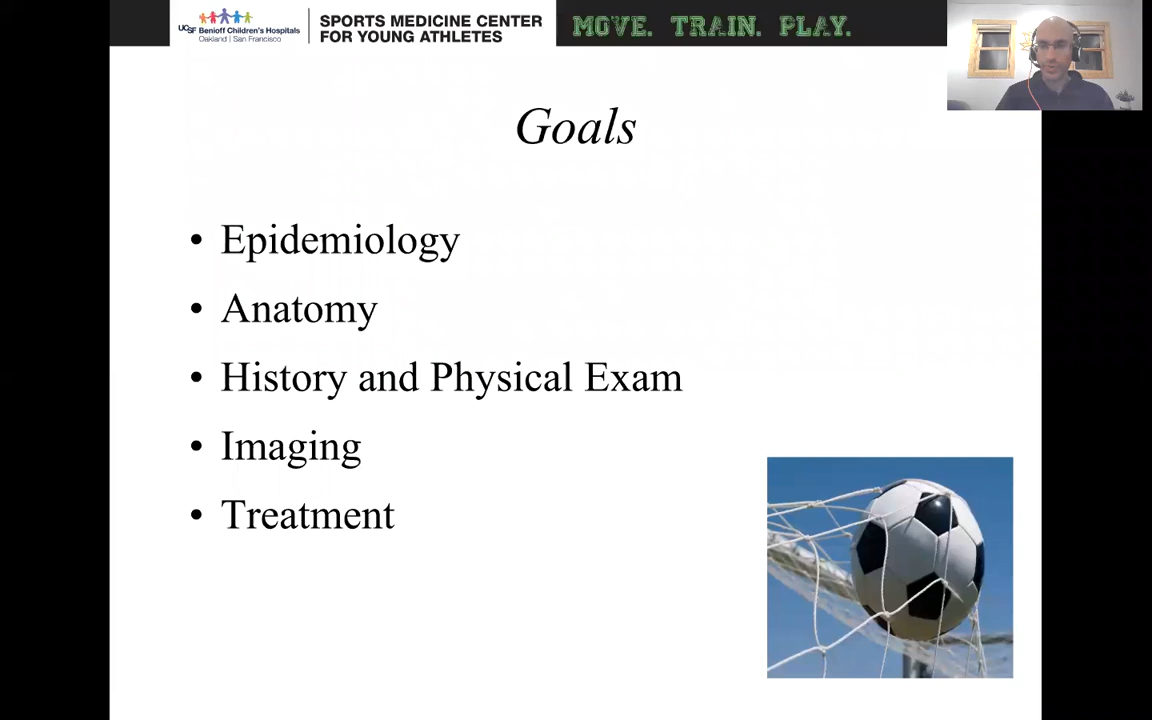 UCSF Benioff Children's Hospitals
Oakland | San Francisco
SPORTS MEDICINE CENTER
FOR YOUNG ATHLETES
MOVE. TRAIN. PLAY.
Goals
• Epidemiology
• Anatomy
• History and Physical Exam
• Imaging
• Treatment